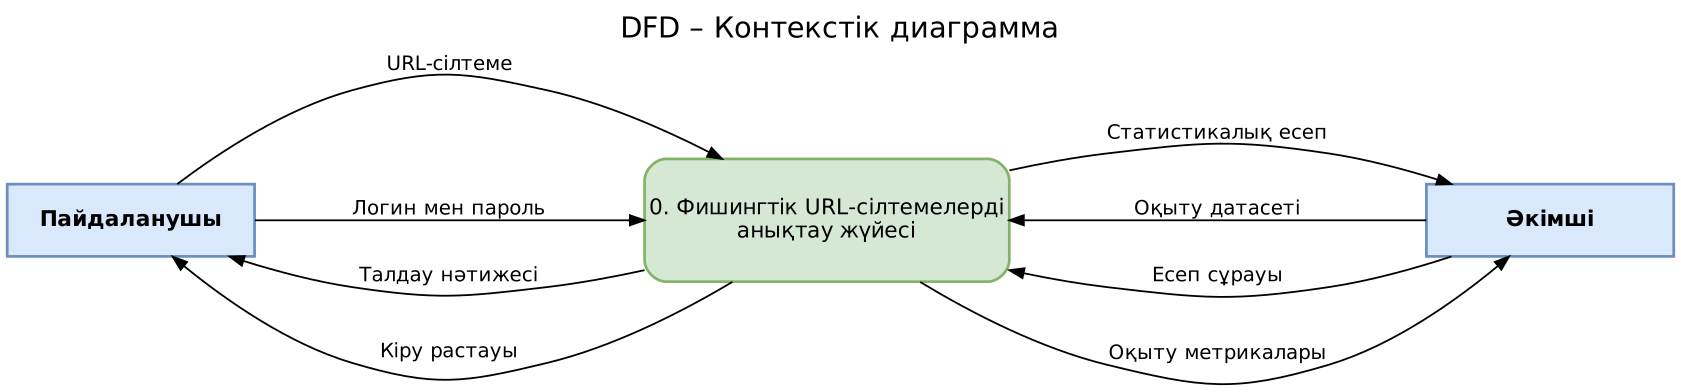 DFD – Контекстік диаграмма
URL-сілтеме
Статистикалық есеп
Логин мен пароль
Оқыту датасеті
Пайдаланушы
0. Фишингтік URL-сілтемелерді
анықтау жүйесі
Әкімші
Талдау нәтижесі
Есеп сұрауы
Кіру растауы
Оқыту метрикалары